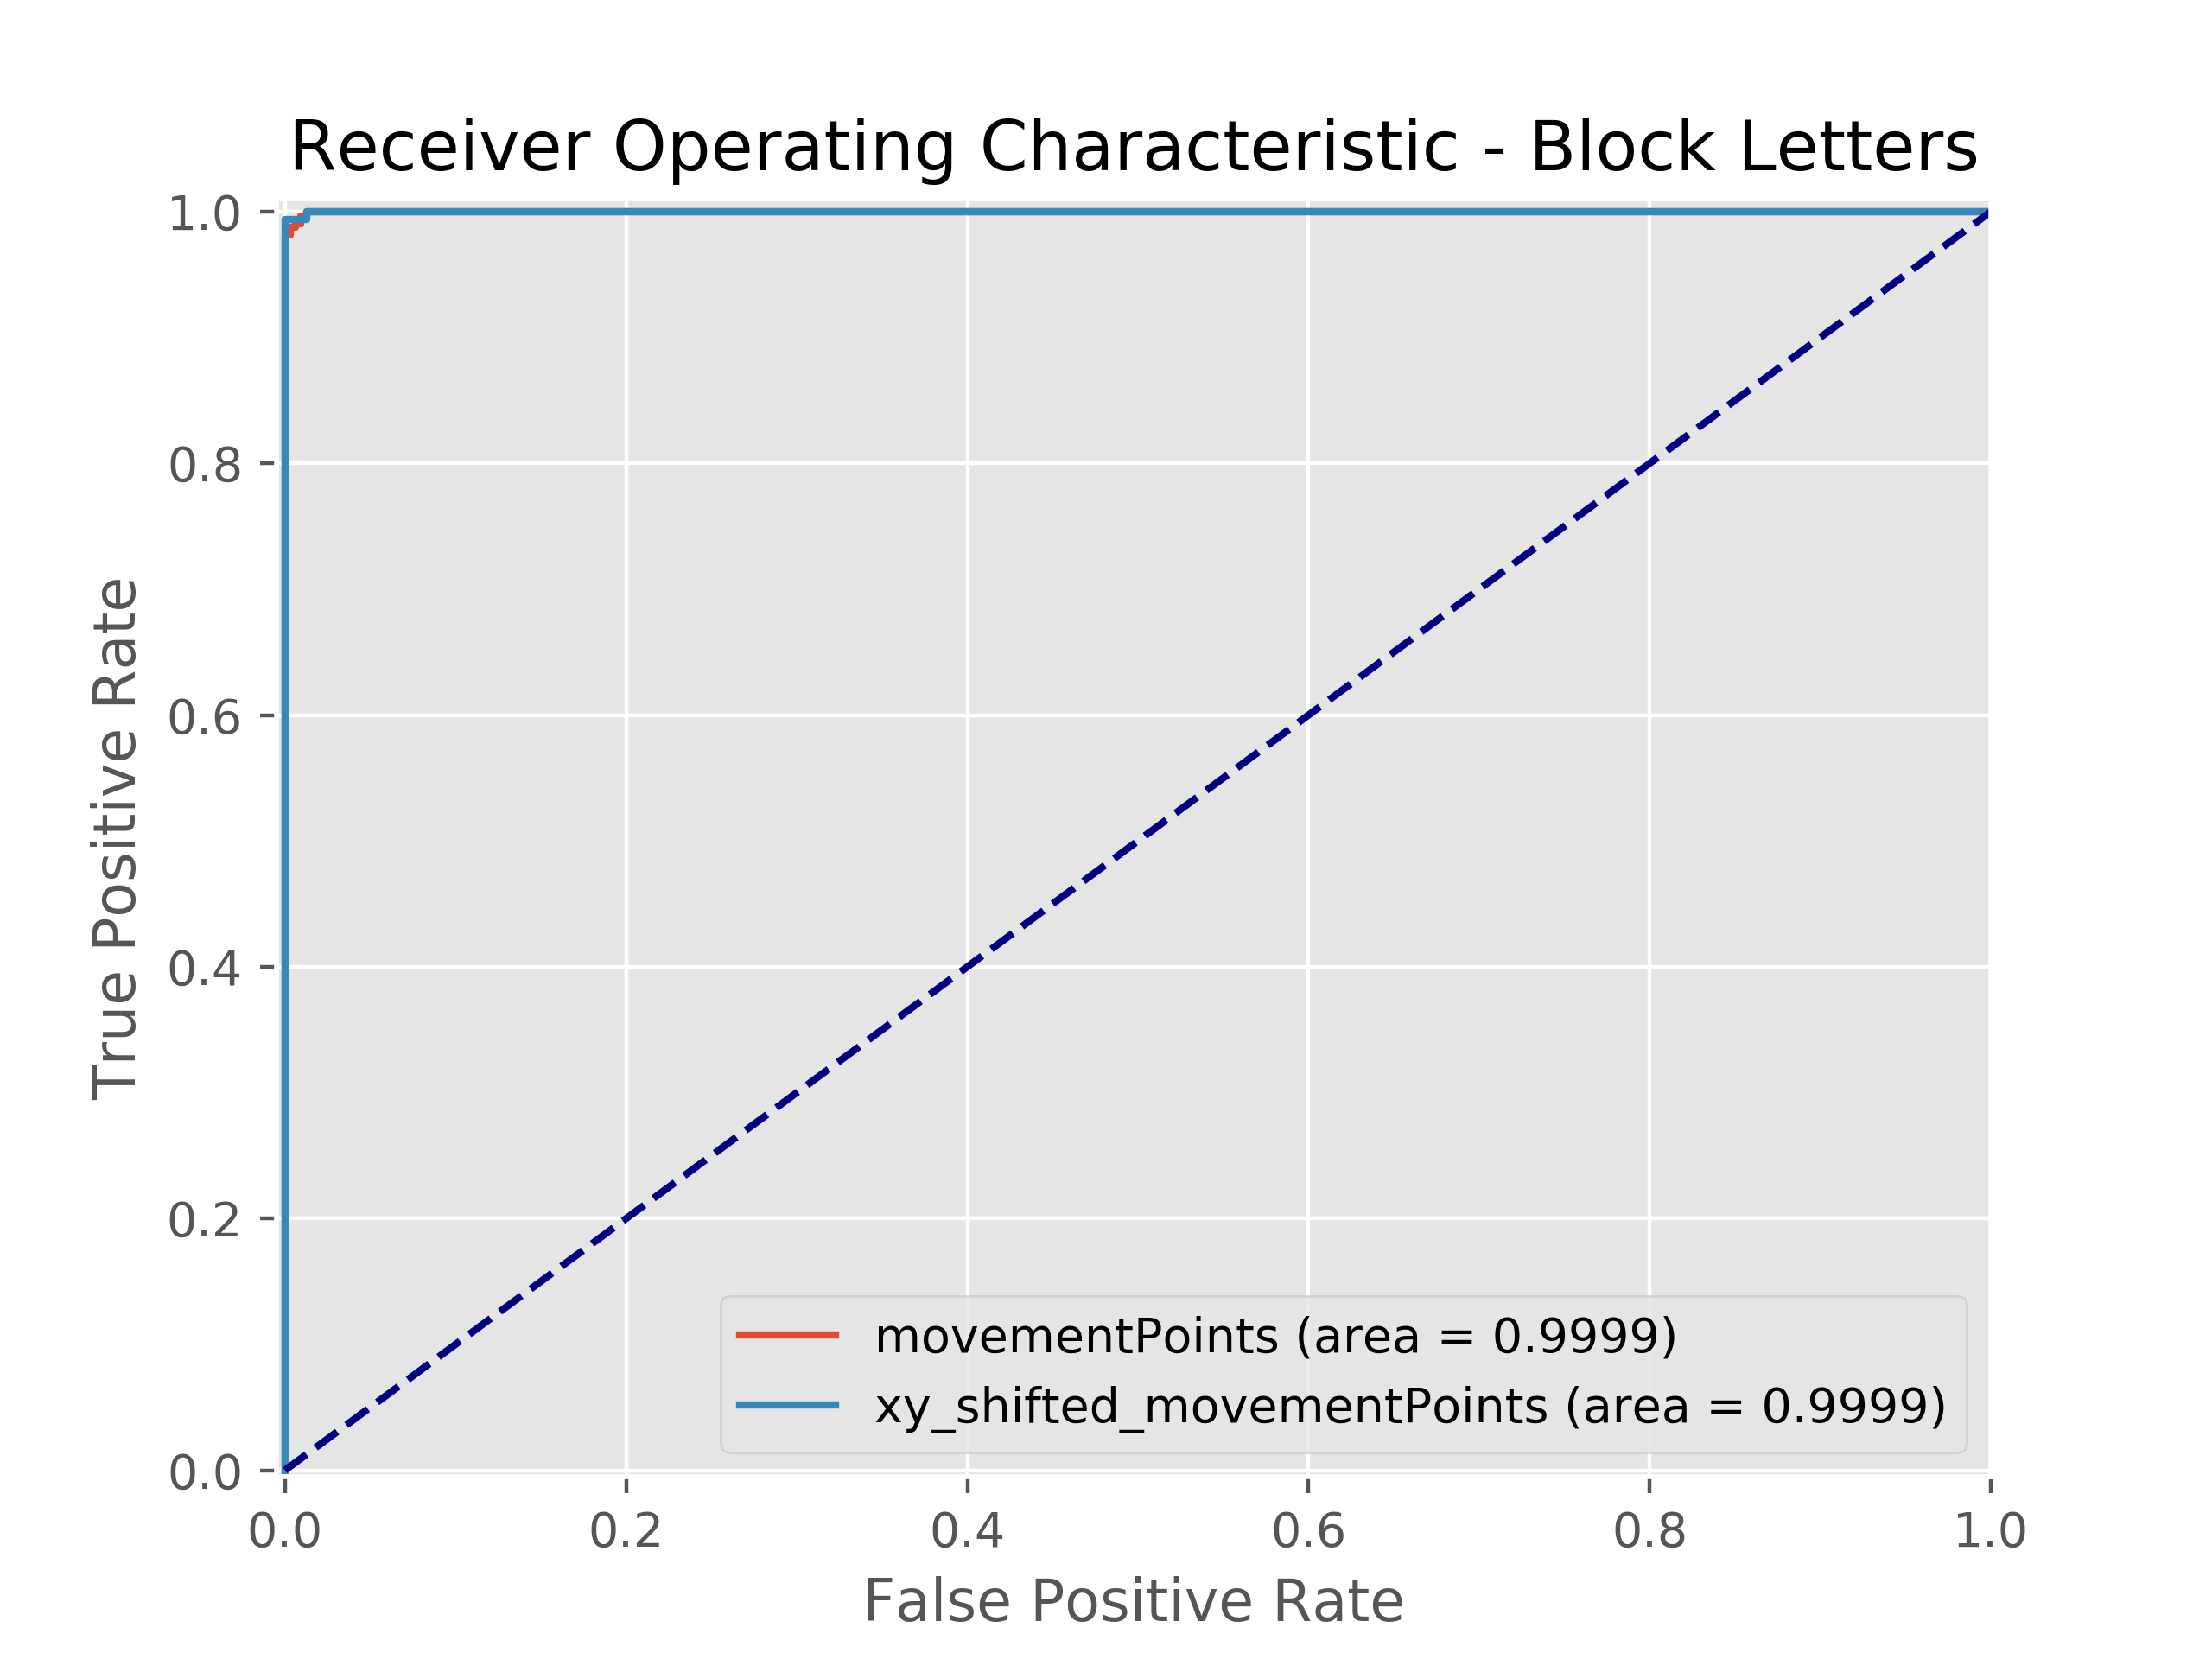 Receiver Operating Characteristic - Block Letters
1.0
0.8
0.6
0.4
0.2
0.0
True Positive Rate
movementPoints (area = 0.9999)
xy_shifted_movementPoints (area = 0.9999)
0.0 0.2 0.4 0.6 0.8 1.0
False Positive Rate